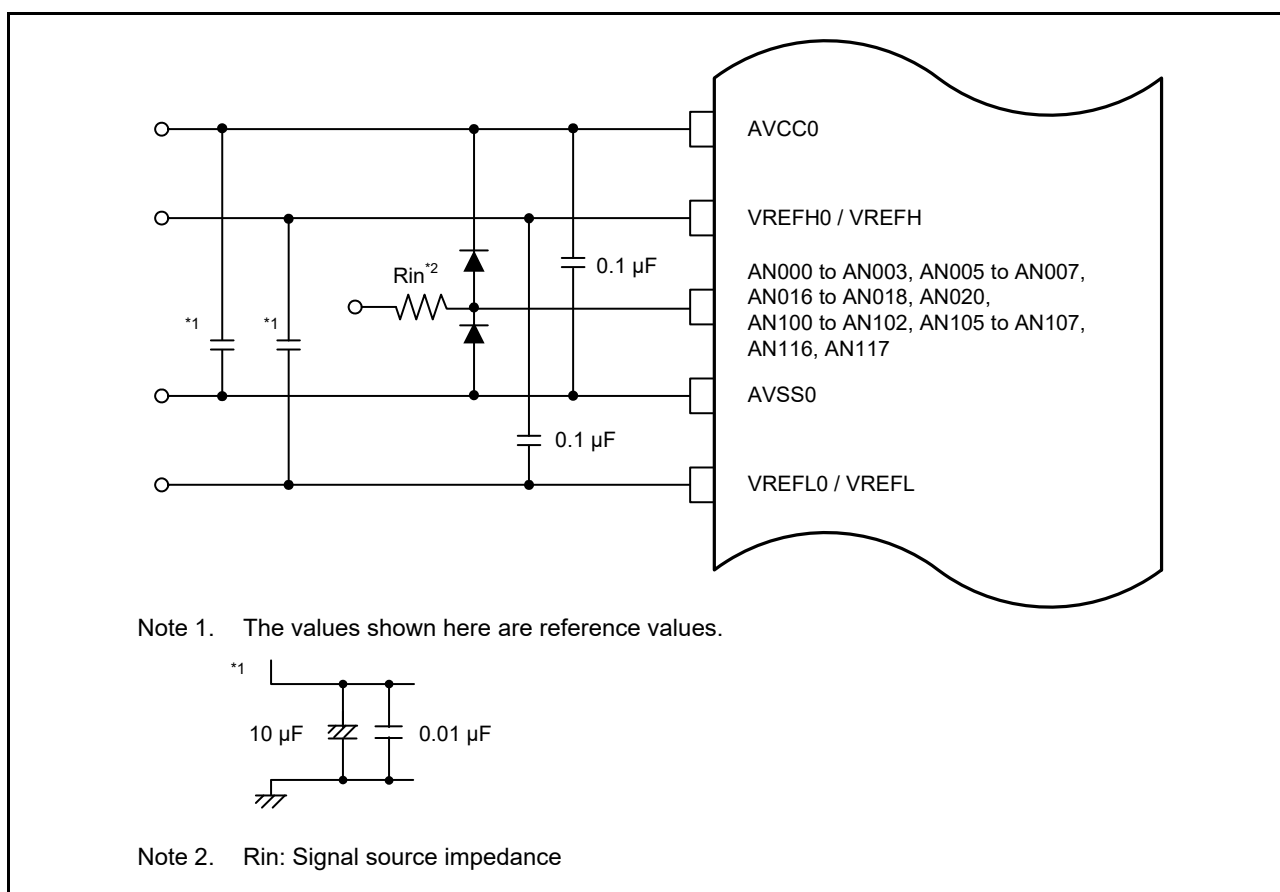 AVCC0
VREFH0 / VREFH
Rin*2
0.1 µF
AN000 to AN003, AN005 to AN007,
AN016 to AN018, AN020,
AN100 to AN102, AN105 to AN107,
AN116, AN117
*1
*1
AVSS0
0.1 µF
VREFL0 / VREFL
Note 1. The values shown here are reference values.
*1
10 µF
0.01 µF
Note 2. Rin: Signal source impedance